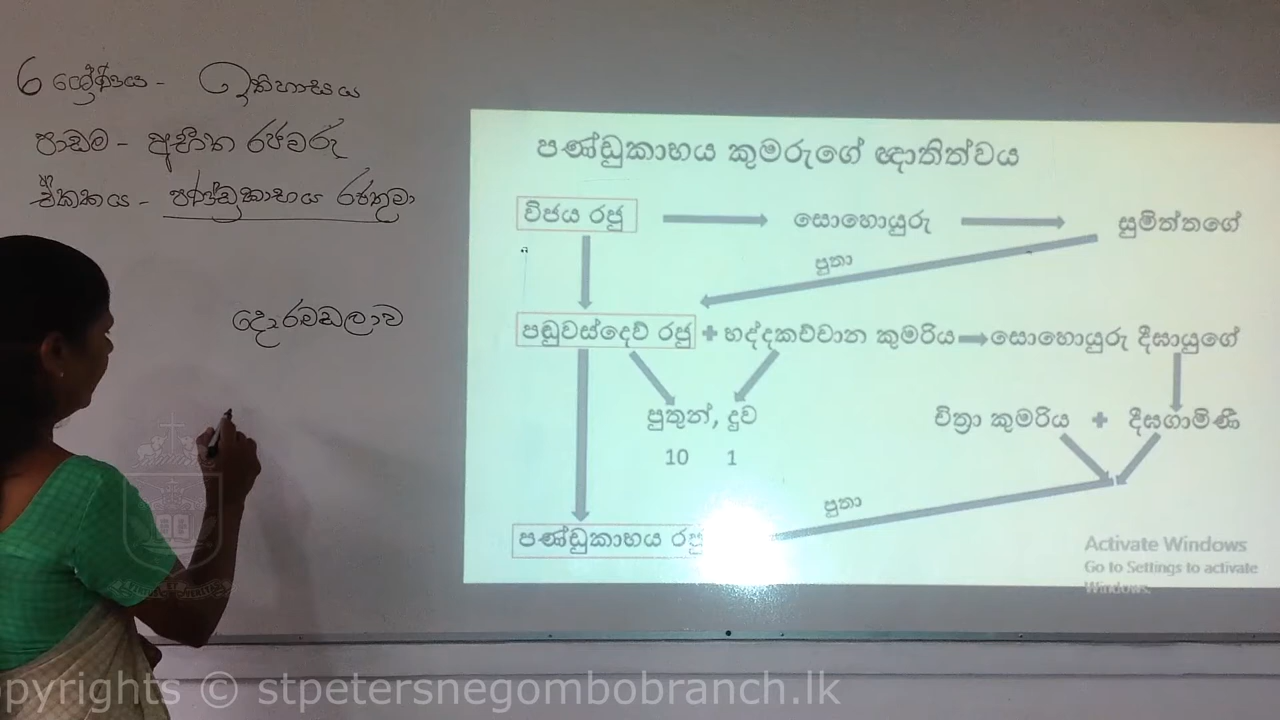 6 ශ්‍රේණිය - ඉතිහාසය
පාඩම - අභීත රජවරු
ඒකකය - පණ්ඩුකාභය රජතුමා
දොරමඩලාව
පණ්ඩුකාභය කුමරුගේ ඥාතිත්වය
විජය රජු සොහොයුරු සුමිත්තගේ
පුතා
පඬුවස්දෙව් රජු + භද්දකච්චාන කුමරිය සොහොයුරු දීඝායුගේ
පුතුන්, දුව චිත්‍රා කුමරිය + දීඝගාමිණී
10 1
පුතා
පණ්ඩුකාභය රජු
Activate Windows
Go to Settings to activate
Windows.
pyrights © stpetersnegombobranch.lk